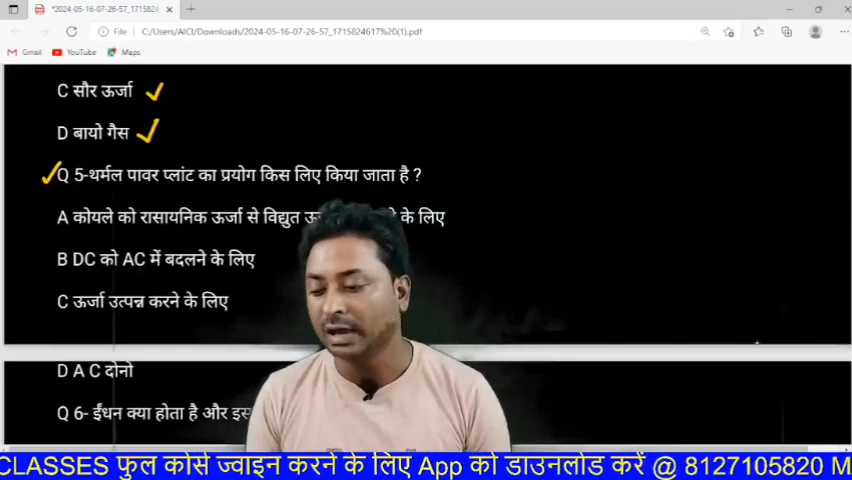 *2024-05-16-07-26-57_1715824
File C:/Users/AICI/Downloads/2024-05-16-07-26-57_1715824617%20(1).pdf
Gmail YouTube Maps
C सौर ऊर्जा
D बायो गैस
Q 5-थर्मल पावर प्लांट का प्रयोग किस लिए किया जाता है ?
A कोयले को रासायनिक ऊर्जा से विद्युत के लिए
B DC को AC में बदलने के लिए
C ऊर्जा उत्पन्न करने के लिए
D A C दोनो
Q 6- ईंधन क्या होता है और इस
CLASSES फुल कोर्स ज्वाइन करने के लिए App को डाउनलोड करें @ 8127105820 M